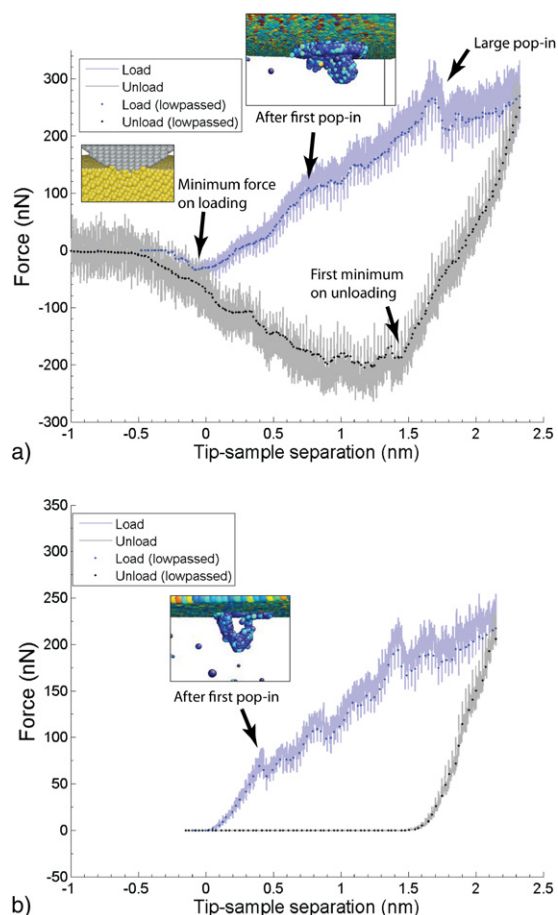 Large pop-in
Load
Unload
Load (lowpassed)
Unload (lowpassed)
After first pop-in
Minimum force
on loading
First minimum
on unloading
300
200
100
0
-100
-200
-300
Force (nN)
-1
-0.5
0
0.5
1
1.5
2
2.5
a)
Tip-sample separation (nm)
350
300
250
200
150
100
50
0
50
Force (nN)
Load
Unload
Load (lowpassed)
Unload (lowpassed)
After first pop-in
-1
-0.5
0
0.5
1
1.5
2
2.5
b)
Tip-sample separation (nm)